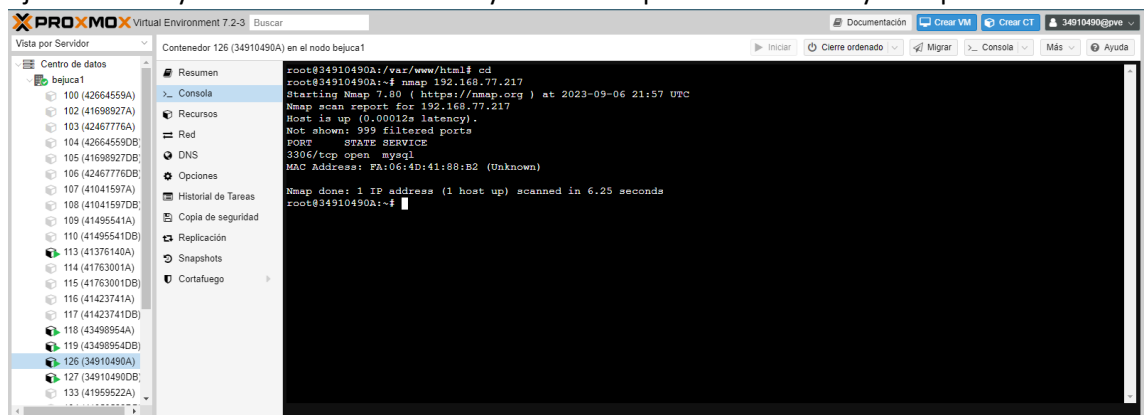 PROXMOX Virtual Environment 7.2-3 Buscar
Documentación Crear VM Crear CT 34910490@pve
Vista por Servidor
Centro de datos
bejuca1
100 (42664559A)
102 (41698927A)
103 (42467776A)
104 (42664559DB)
105 (41698927DB)
106 (42467776DB)
107 (41041597A)
108 (41041597DB)
109 (41495541A)
110 (41495541DB)
113 (41376140A)
114 (41763001A)
115 (41763001DB)
116 (41423741A)
117 (41423741DB)
118 (43498954A)
119 (43498954DB)
126 (34910490A)
127 (34910490DB)
133 (41959522A)
Contenedor 126 (34910490A) en el nodo bejuca1
Iniciar Cierre ordenado Migrar Consola Más Ayuda
Resumen
Consola
Recursos
Red
DNS
Opciones
Historial de Tareas
Copia de seguridad
Replicación
Snapshots
Cortafuego
root@34910490A:/var/www/html# cd
root@34910490A:~# nmap 192.168.77.217
Starting Nmap 7.80 ( https://nmap.org ) at 2023-09-06 21:57 UTC
Nmap scan report for 192.168.77.217
Host is up (0.00012s latency).
Not shown: 999 filtered ports
PORT STATE SERVICE
3306/tcp open mysql
MAC Address: FA:06:4D:41:88:B2 (Unknown)
Nmap done: 1 IP address (1 host up) scanned in 6.25 seconds
root@34910490A:~#